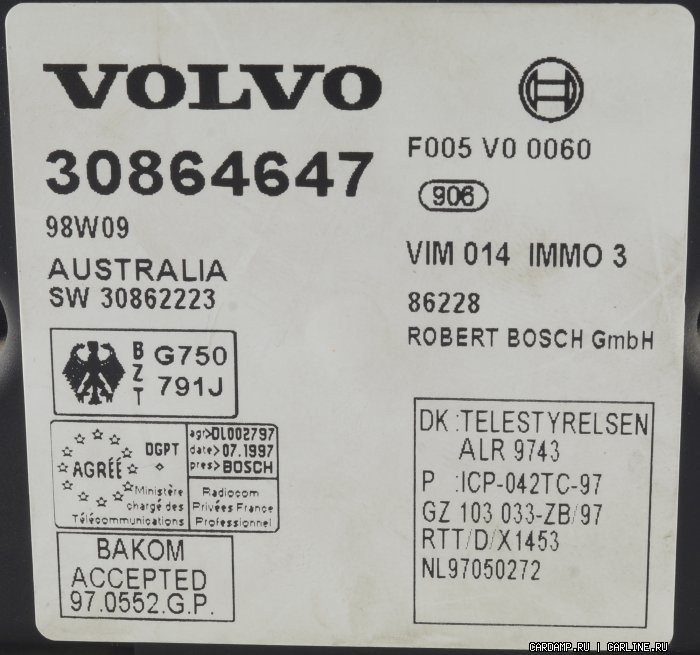 VOLVO
30864647
98W09
AUSTRALIA
SW 30862223
F005 V0 0060
906
VIM 014 IMMO 3
86228
ROBERT BOSCH GmbH
BZT
G750
791J
AGRÉÉ
DGPT
agr>DL002797
date>07.1997
pres>BOSCH
Ministère
chargé des
Télécommunications
Radiocom
Privées France
Professionnel
BAKOM
ACCEPTED
97.0552.G.P.
DK :TELESTYRELSEN
ALR 9743
P :ICP-042TC-97
GZ 103 033-ZB/97
RTT/D/X1453
NL97050272
CARDAMP.RU | CARLINE.RU